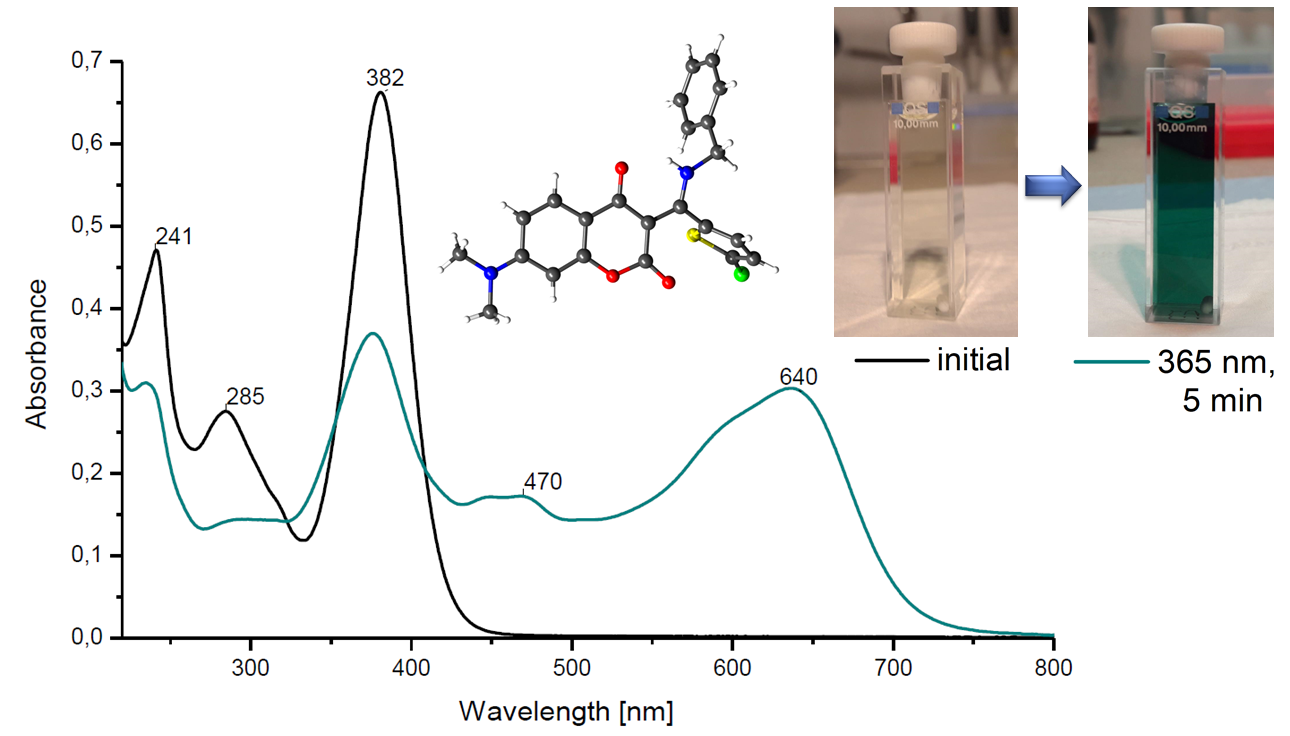 0,7
0,6
0,5
0,4
0,3
0,2
0,1
0,0
Absorbance
241
285
382
470
640
300
400
500
600
700
800
Wavelength [nm]
QS
10,00mm
QS
10,00mm
initial
365 nm,
5 min